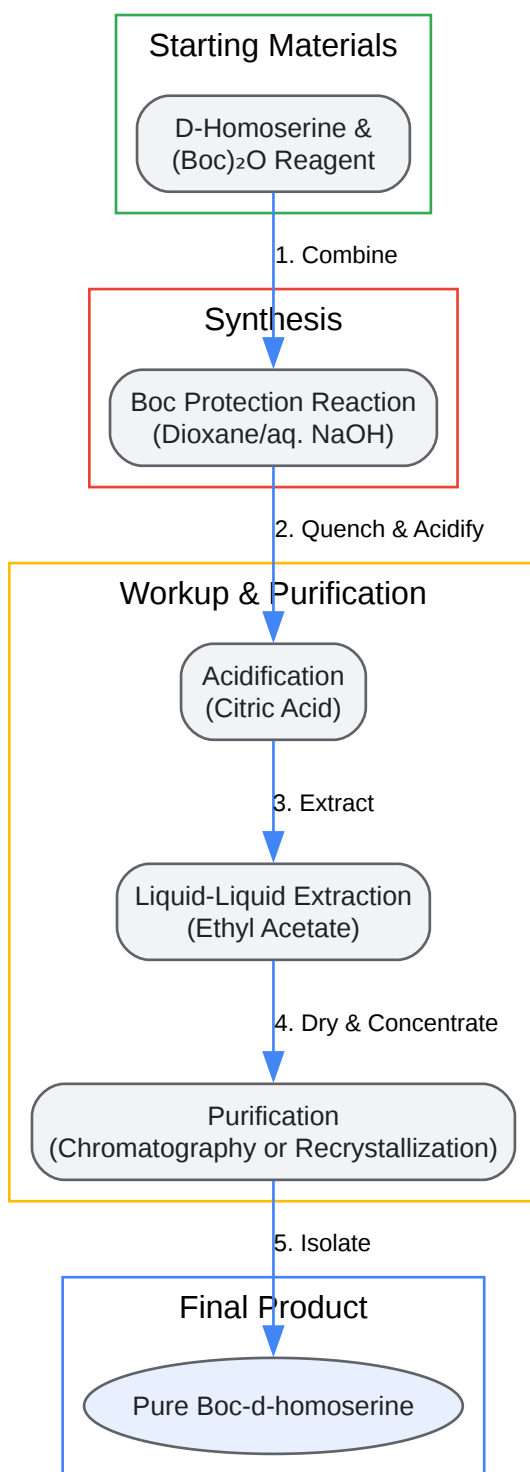 Starting Materials
D-Homoserine &
(Boc)₂O Reagent
1. Combine
Synthesis
Boc Protection Reaction
(Dioxane/aq. NaOH)
2. Quench & Acidify
Workup & Purification
Acidification
(Citric Acid)
3. Extract
Liquid-Liquid Extraction
(Ethyl Acetate)
4. Dry & Concentrate
Purification
(Chromatography or Recrystallization)
5. Isolate
Final Product
Pure Boc-d-homoserine